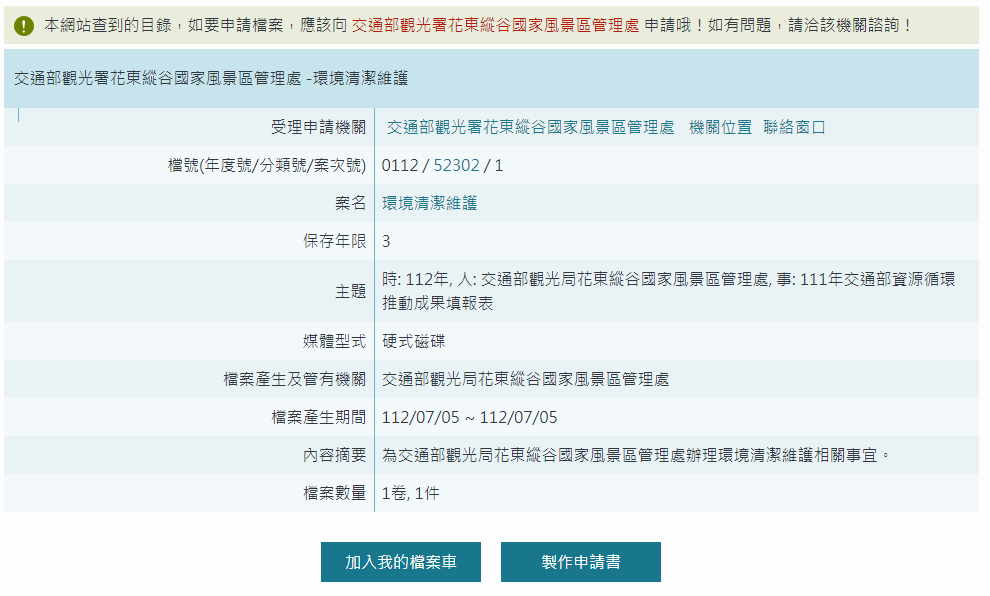 本網站查到的目錄，如要申請檔案，應該向 交通部觀光署花東縱谷國家風景區管理處 申請哦！如有問題，請洽該機關諮詢！
交通部觀光署花東縱谷國家風景區管理處 -環境清潔維護
受理申請機關 交通部觀光署花東縱谷國家風景區管理處 機關位置 聯絡窗口
檔號(年度號/分類號/案次號) 0112 / 52302 / 1
案名 環境清潔維護
保存年限 3
主題 時: 112年, 人: 交通部觀光局花東縱谷國家風景區管理處, 事: 111年交通部資源循環
推動成果填報表
媒體型式 硬式磁碟
檔案產生及管有機關 交通部觀光局花東縱谷國家風景區管理處
檔案產生期間 112/07/05 ~ 112/07/05
內容摘要 為交通部觀光局花東縱谷國家風景區管理處辦理環境清潔維護相關事宜。
檔案數量 1卷, 1件
加入我的檔案車 製作申請書